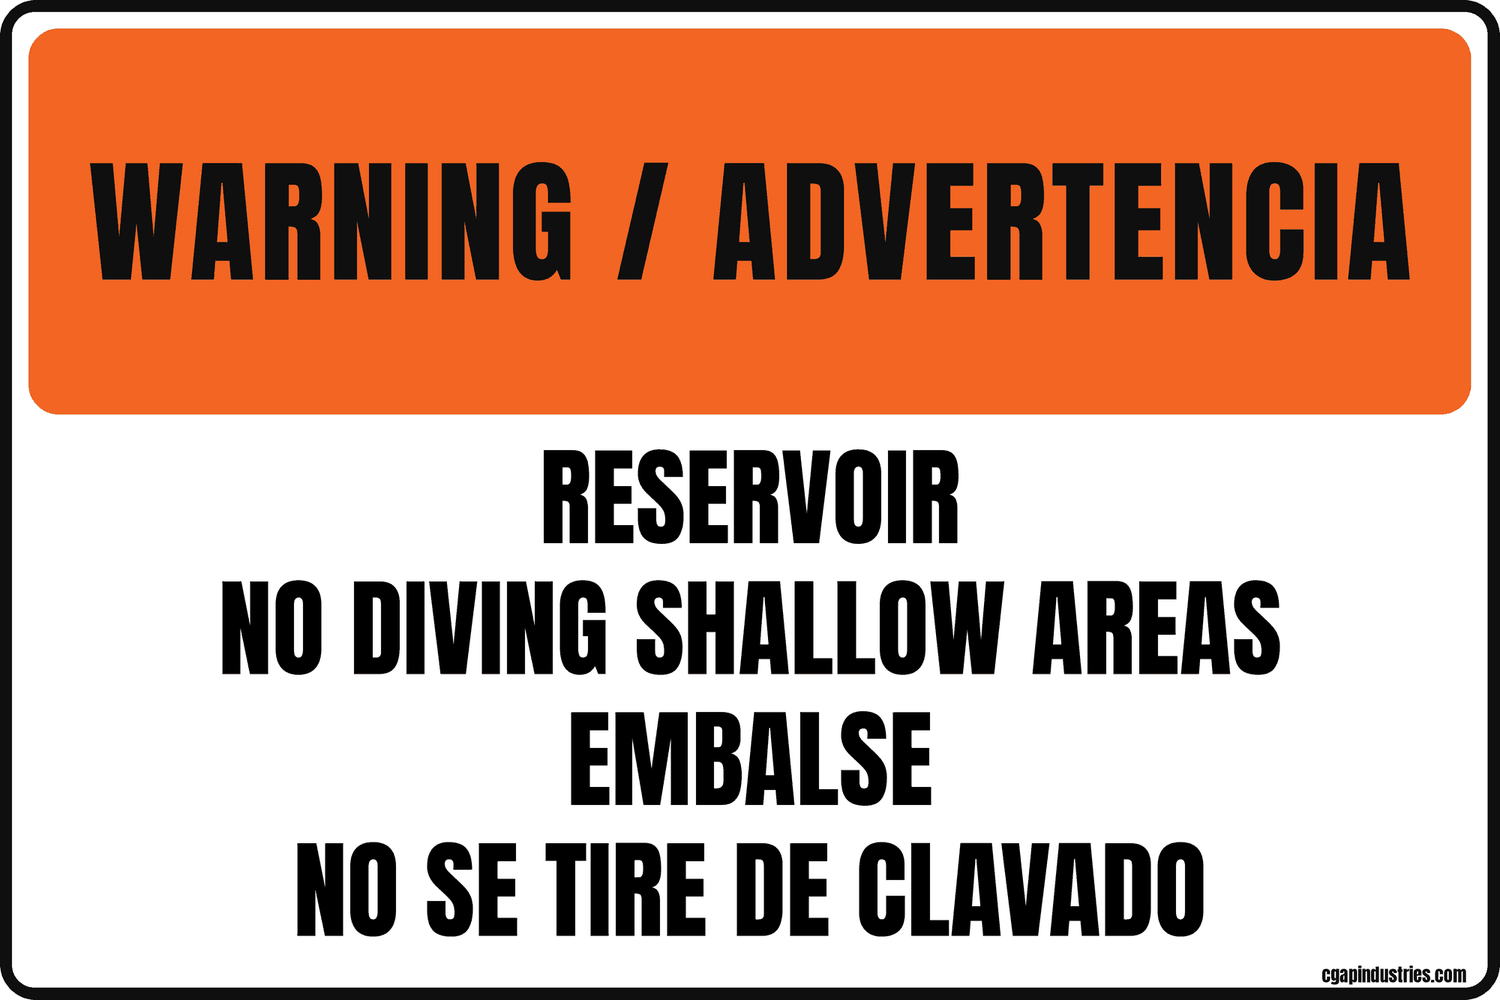 WARNING / ADVERTENCIA
RESERVOIR
NO DIVING SHALLOW AREAS
EMBALSE
NO SE TIRE DE CLAVADO
cgapindustries.com